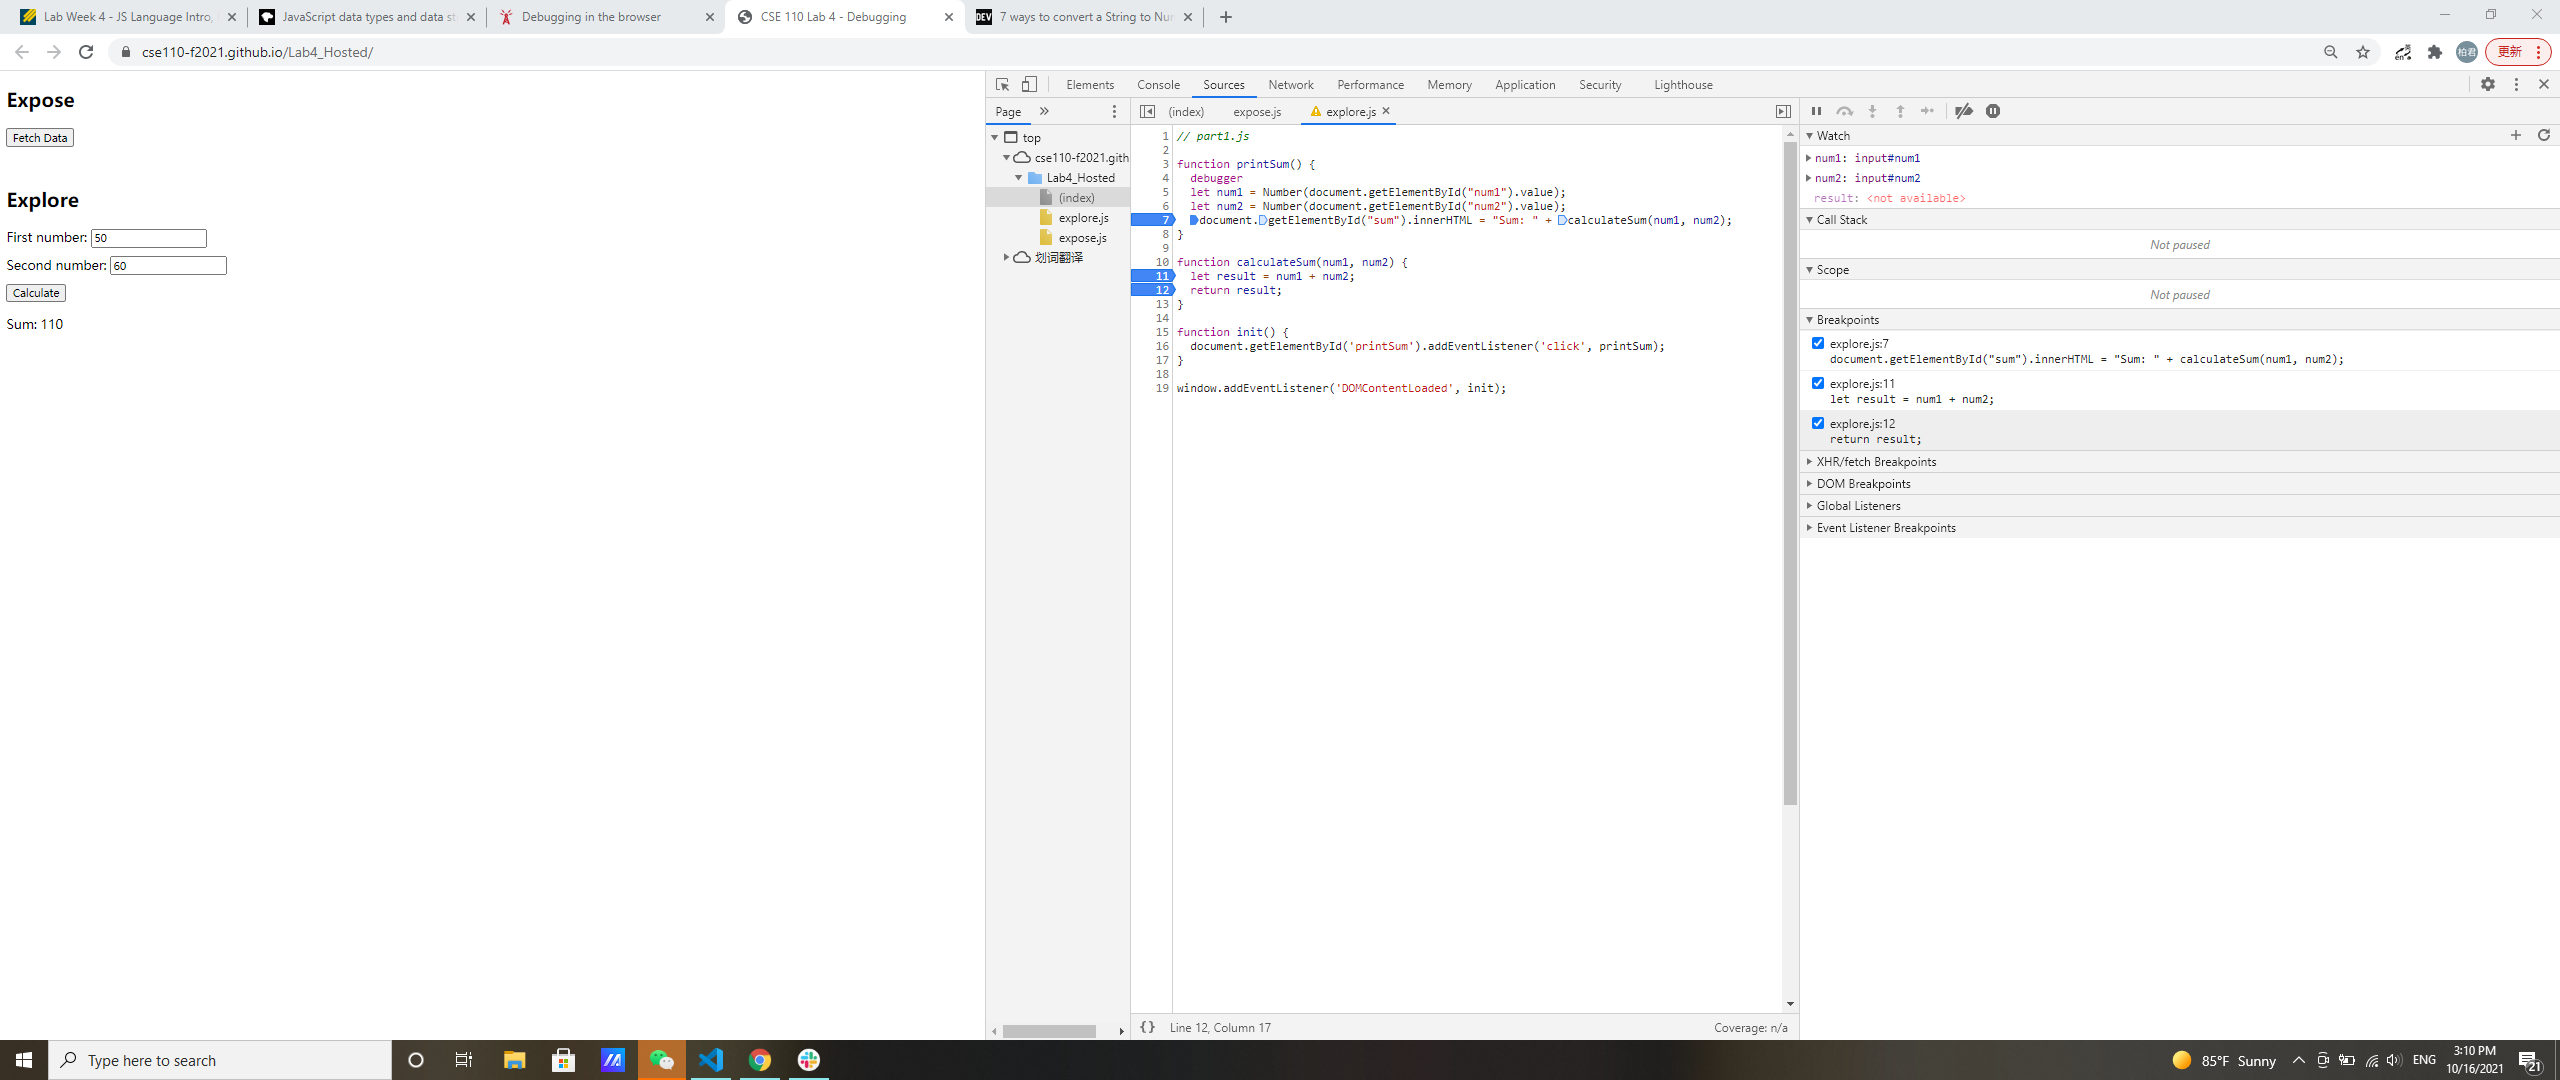 Lab Week 4 - JS Language Intro,
JavaScript data types and data st
Debugging in the browser
CSE 110 Lab 4 - Debugging
DEV 7 ways to convert a String to Nur
cse110-f2021.github.io/Lab4_Hosted/
柏君
更新
Expose
Fetch Data
Explore
First number: 50
Second number: 60
Calculate
Sum: 110
Elements Console Sources Network Performance Memory Application Security Lighthouse
Page
top
cse110-f2021.gith
Lab4_Hosted
(index)
explore.js
expose.js
划词翻译
(index) expose.js explore.js
1 // part1.js
2
3 function printSum() {
4 debugger
5 let num1 = Number(document.getElementById("num1").value);
6 let num2 = Number(document.getElementById("num2").value);
7 document.getElementById("sum").innerHTML = "Sum: " + calculateSum(num1, num2);
8 }
9
10 function calculateSum(num1, num2) {
11 let result = num1 + num2;
12 return result;
13 }
14
15 function init() {
16 document.getElementById('printSum').addEventListener('click', printSum);
17 }
18
19 window.addEventListener('DOMContentLoaded', init);
{} Line 12, Column 17
Coverage: n/a
Watch
num1: input#num1
num2: input#num2
result: <not available>
Call Stack
Not paused
Scope
Not paused
Breakpoints
explore.js:7
document.getElementById("sum").innerHTML = "Sum: " + calculateSum(num1, num2);
explore.js:11
let result = num1 + num2;
explore.js:12
return result;
XHR/fetch Breakpoints
DOM Breakpoints
Global Listeners
Event Listener Breakpoints
Type here to search
85°F Sunny
ENG
3:10 PM
10/16/2021
21